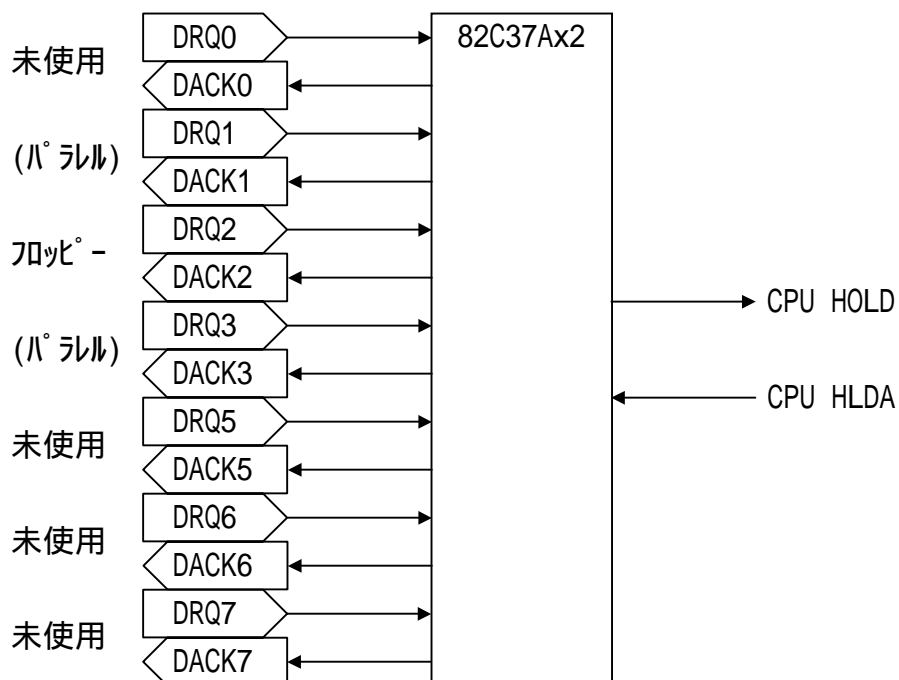 未使用
DRQ0
DACK0
(ﾊﾟﾗﾚﾙ)
DRQ1
DACK1
ﾌﾛｯﾋﾟｰ
DRQ2
DACK2
(ﾊﾟﾗﾚﾙ)
DRQ3
DACK3
未使用
DRQ5
DACK5
未使用
DRQ6
DACK6
未使用
DRQ7
DACK7
82C37Ax2
CPU HOLD
CPU HLDA